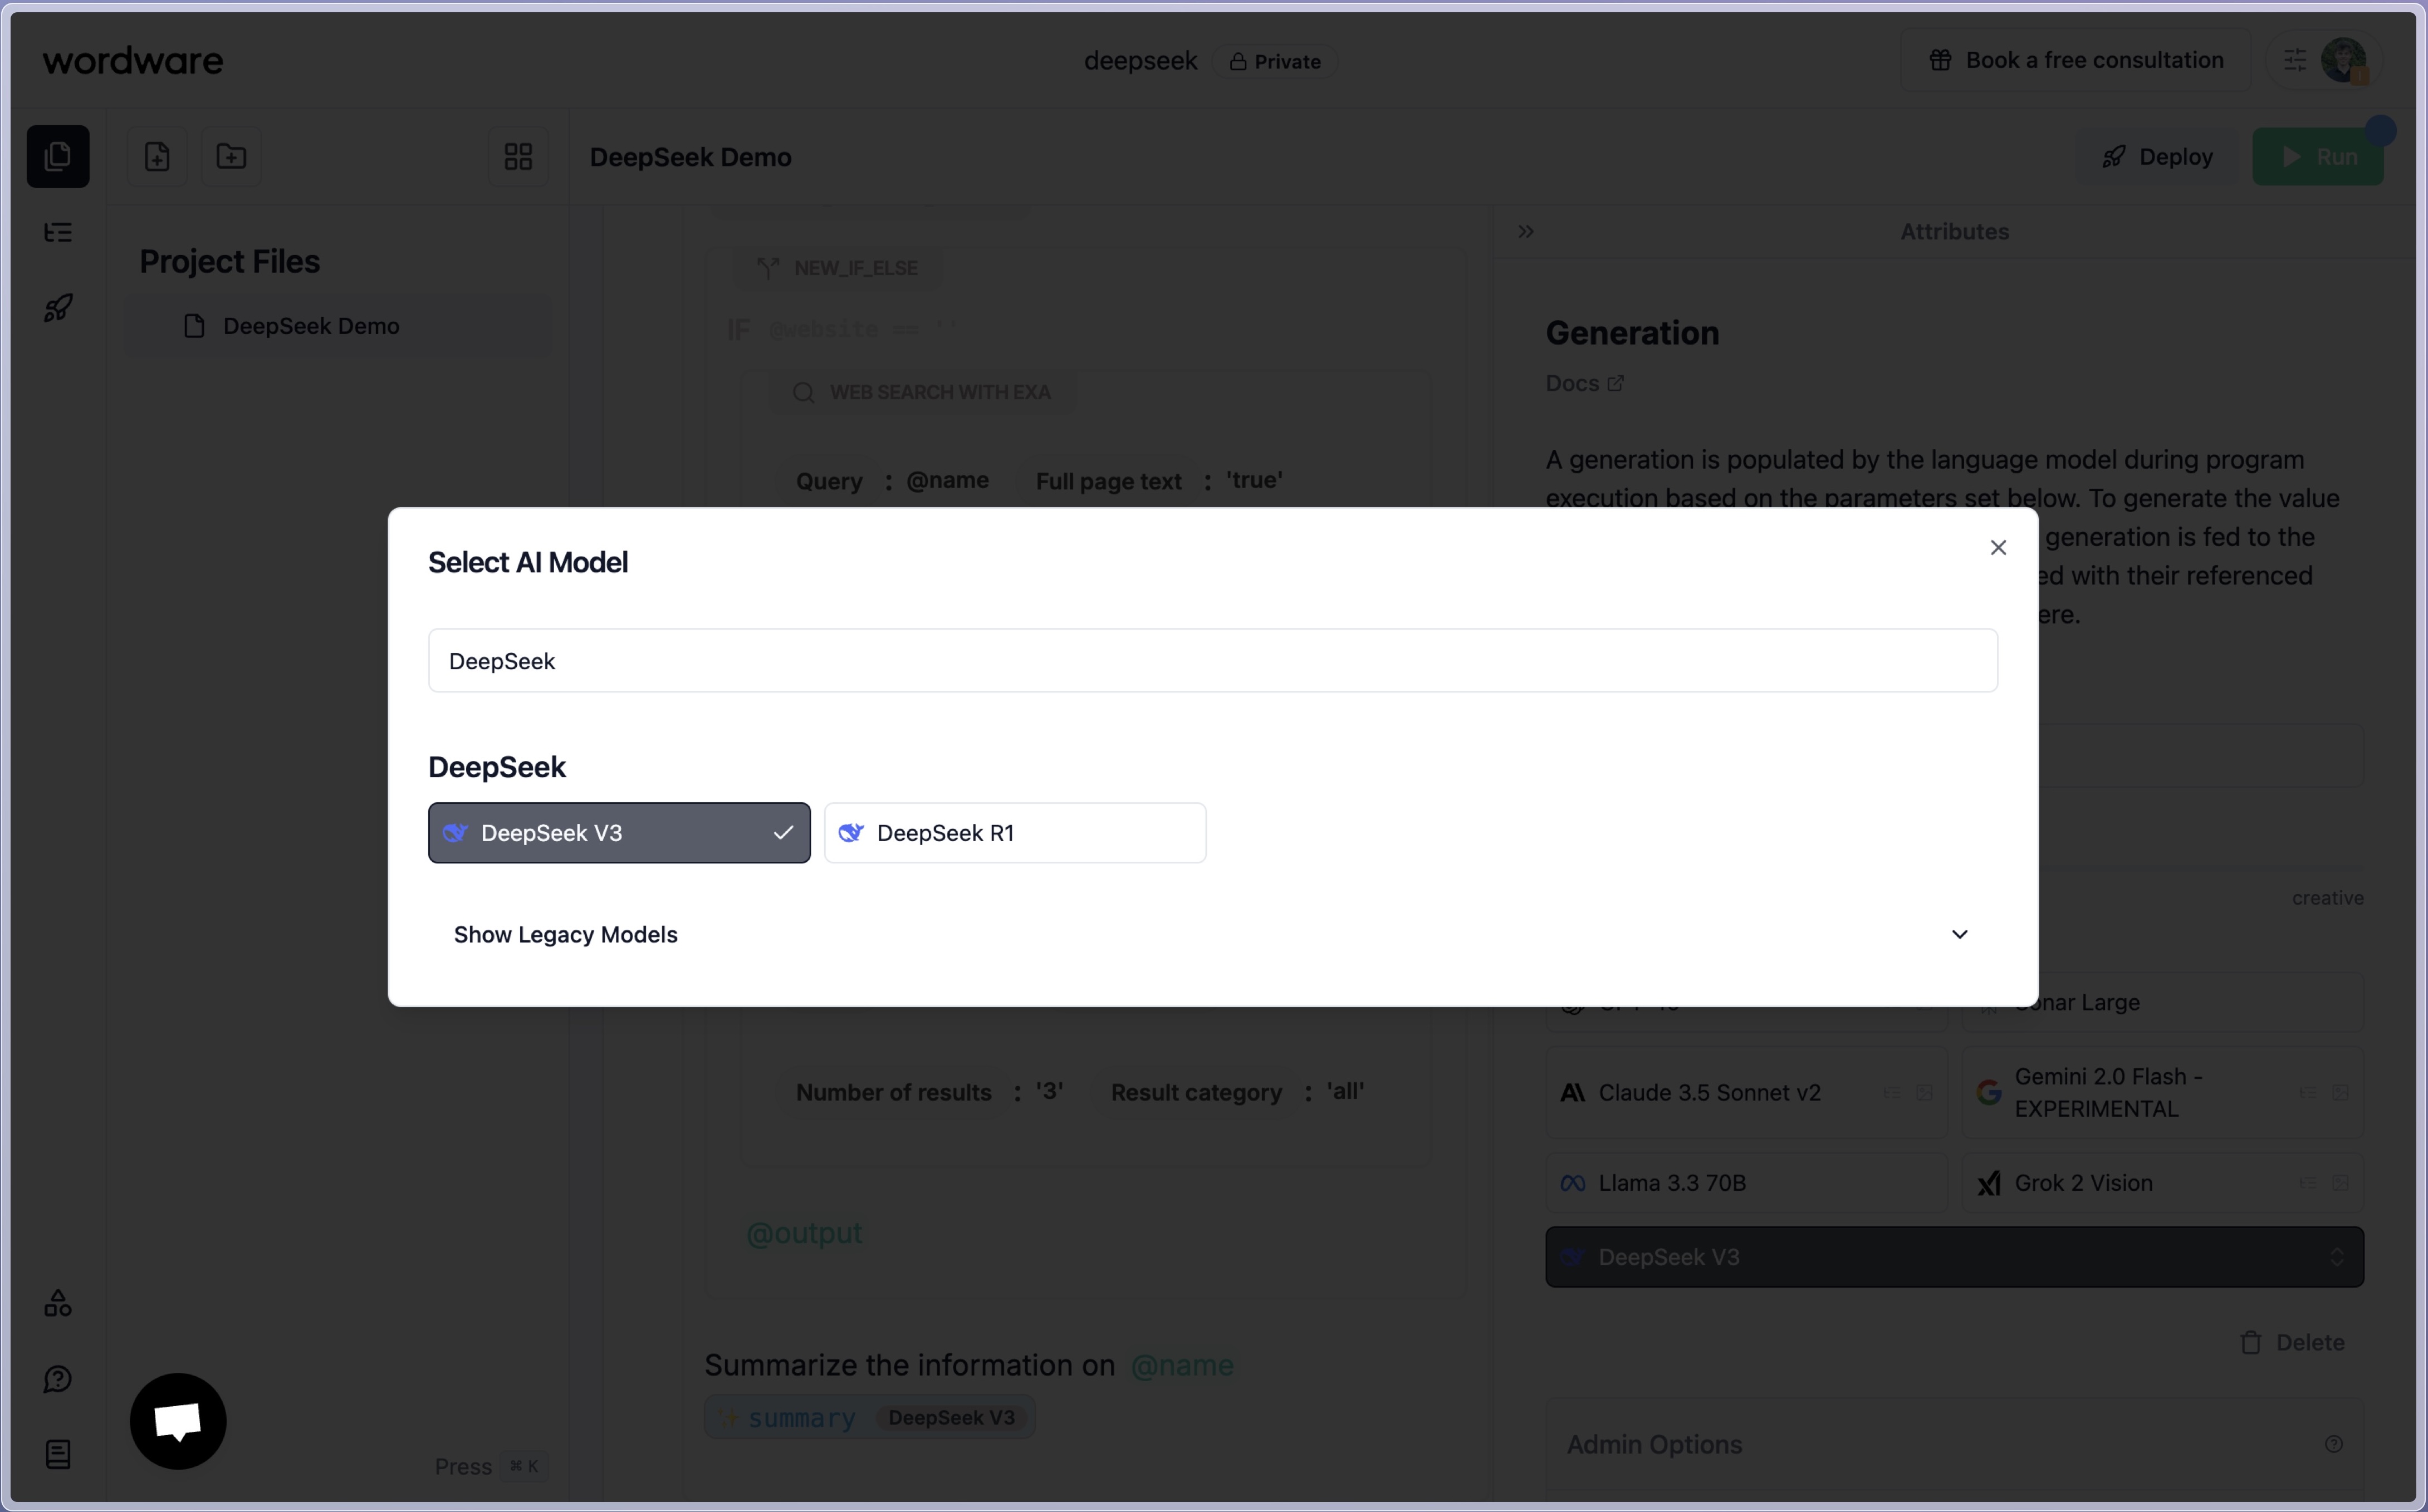 wordware
deepseek
Private
Book a free consultation
DeepSeek Demo
Deploy
Run
Project Files
DeepSeek Demo
NEW_IF_ELSE
IF @website == ''
WEB SEARCH WITH EXA
Query : @name Full page text : 'true'
Attributes
Generation
Docs
A generation is populated by the language model during program
execution based on the parameters set below. To generate the value
generation is fed to the
ed with their referenced
ere.
Select AI Model
DeepSeek
DeepSeek
DeepSeek V3
DeepSeek R1
Show Legacy Models
creative
Sonar Large
Number of results : '3' Result category : 'all'
Claude 3.5 Sonnet v2
Gemini 2.0 Flash -
EXPERIMENTAL
Llama 3.3 70B
Grok 2 Vision
@output
DeepSeek V3
Delete
Summarize the information on @name
summary DeepSeek V3
Admin Options
Press ⌘ K